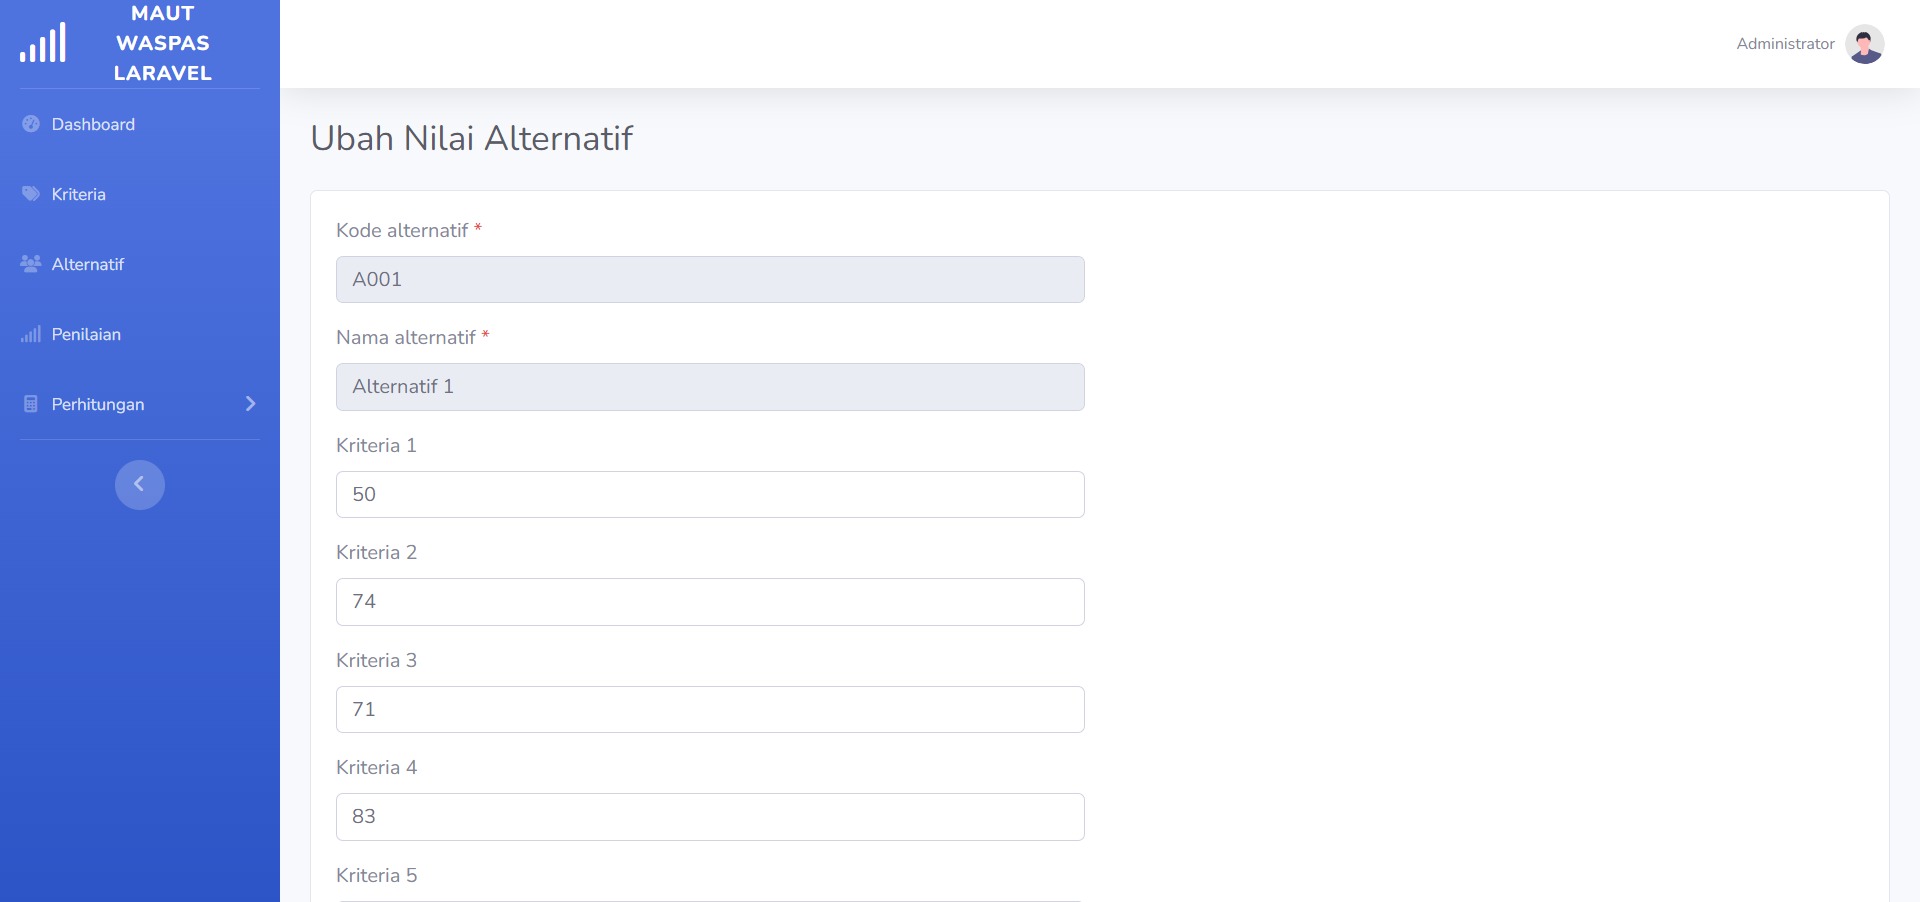 MAUT
WASPAS
LARAVEL
Dashboard
Kriteria
Alternatif
Penilaian
Perhitungan
Administrator
Ubah Nilai Alternatif
Kode alternatif *
A001
Nama alternatif *
Alternatif 1
Kriteria 1
50
Kriteria 2
74
Kriteria 3
71
Kriteria 4
83
Kriteria 5